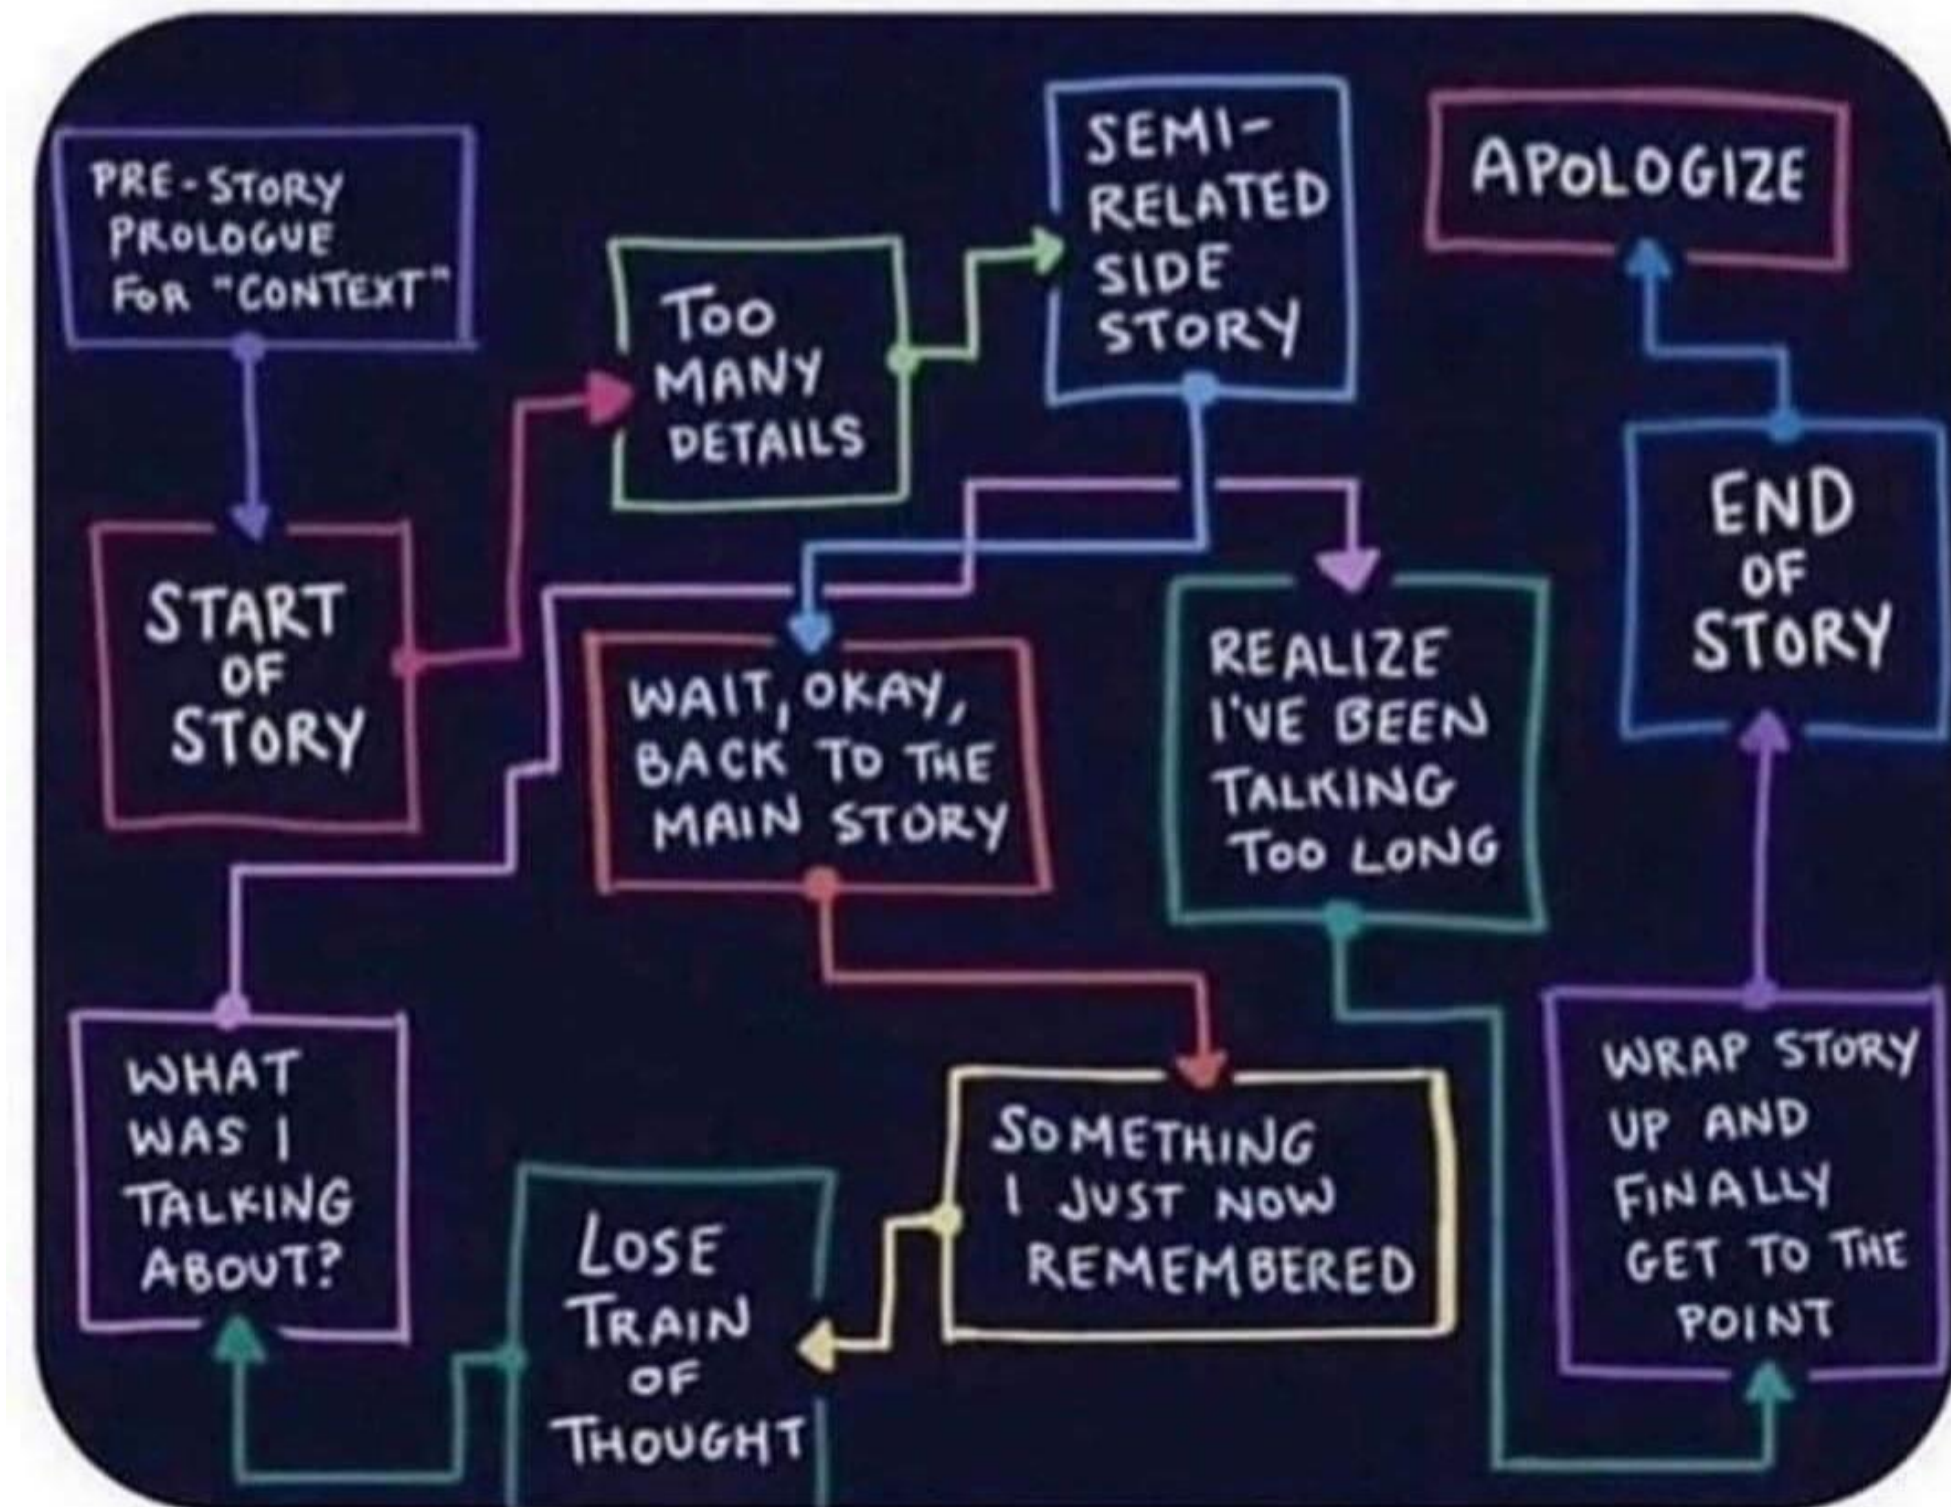 PRE-STORY
PROLOGUE
FOR "CONTEXT"
START
OF
STORY
TOO
MANY
DETAILS
SEMI-
RELATED
SIDE
STORY
WAIT, OKAY,
BACK TO THE
MAIN STORY
SOMETHING
I JUST NOW
REMEMBERED
LOSE
TRAIN
OF
THOUGHT
WHAT
WAS I
TALKING
ABOUT?
REALIZE
I'VE BEEN
TALKING
TOO LONG
WRAP STORY
UP AND
FINALLY
GET TO THE
POINT
END
OF
STORY
APOLOGIZE